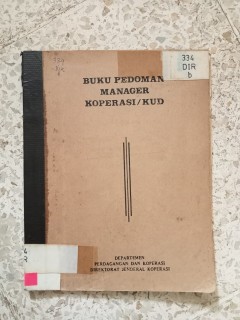 334
DIR
b
BUKU PEDOMAN
MANAGER
KOPERASI/KUD
DEPARTEMEN
PERDAGANGAN DAN KOPERASI
DIREKTORAT JENDERAL KOPERASI